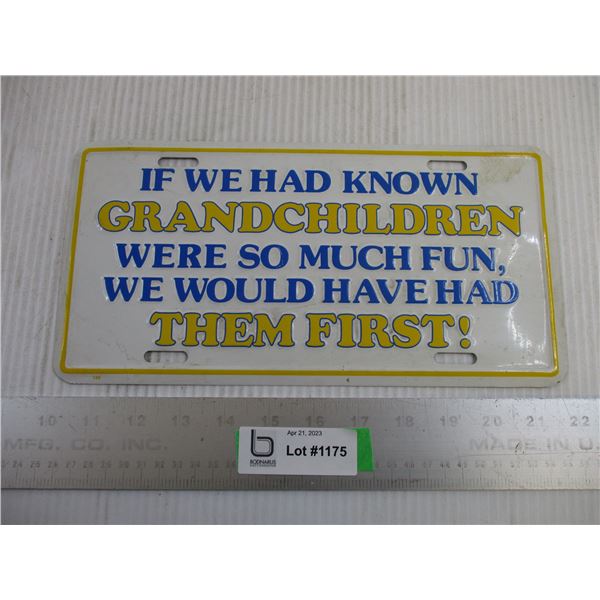 IF WE HAD KNOWN
GRANDCHILDREN
WERE SO MUCH FUN,
WE WOULD HAVE HAD
THEM FIRST!
10 11 12 13 14 15 16 17 18 19 20 21 22
MFG. CO. INC. MADE IN U.
Apr 21, 2023
Lot #1175
b
BODNARUS